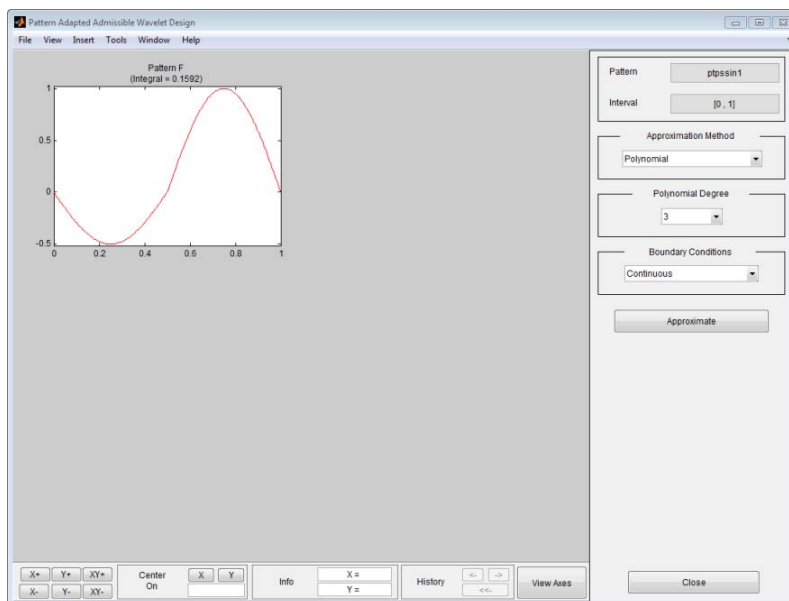 Pattern Adapted Admissible Wavelet Design
File View Insert Tools Window Help
Pattern F
(Integral = 0.1592)
1
0.5
0
-0.5
0 0.2 0.4 0.6 0.8 1
Pattern ptpssin1
Interval [0 , 1]
Approximation Method
Polynomial
Polynomial Degree
3
Boundary Conditions
Continuous
Approximate
X+ Y+ XY+
X- Y- XY-
Center
On
X Y
Info
X =
Y =
History
<- ->
<<-
View Axes
Close